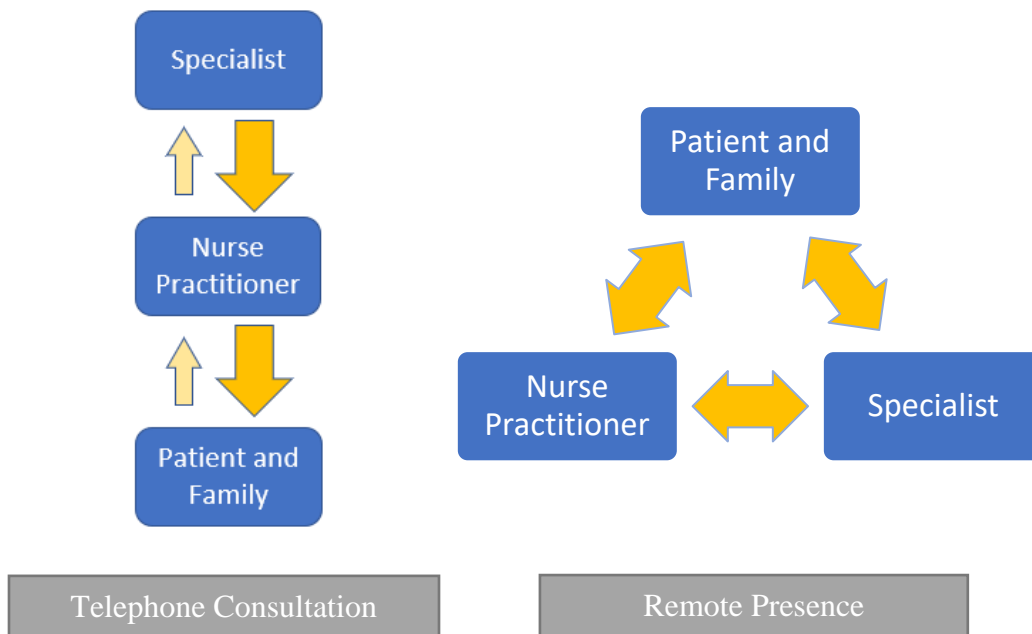 Specialist
Nurse
Practitioner
Patient and
Family
Telephone Consultation
Patient and
Family
Nurse
Practitioner
Specialist
Remote Presence